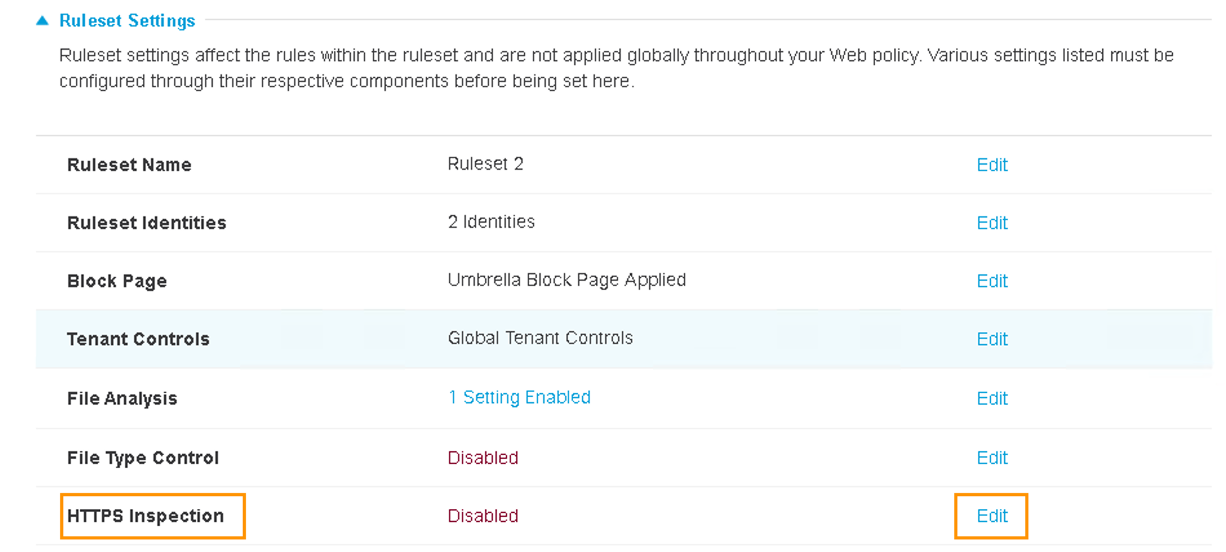 Ruleset Settings
Ruleset settings affect the rules within the ruleset and are not applied globally throughout your Web policy. Various settings listed must be
configured through their respective components before being set here.
Ruleset Name Ruleset 2 Edit
Ruleset Identities 2 Identities Edit
Block Page Umbrella Block Page Applied Edit
Tenant Controls Global Tenant Controls Edit
File Analysis 1 Setting Enabled Edit
File Type Control Disabled Edit
HTTPS Inspection Disabled Edit